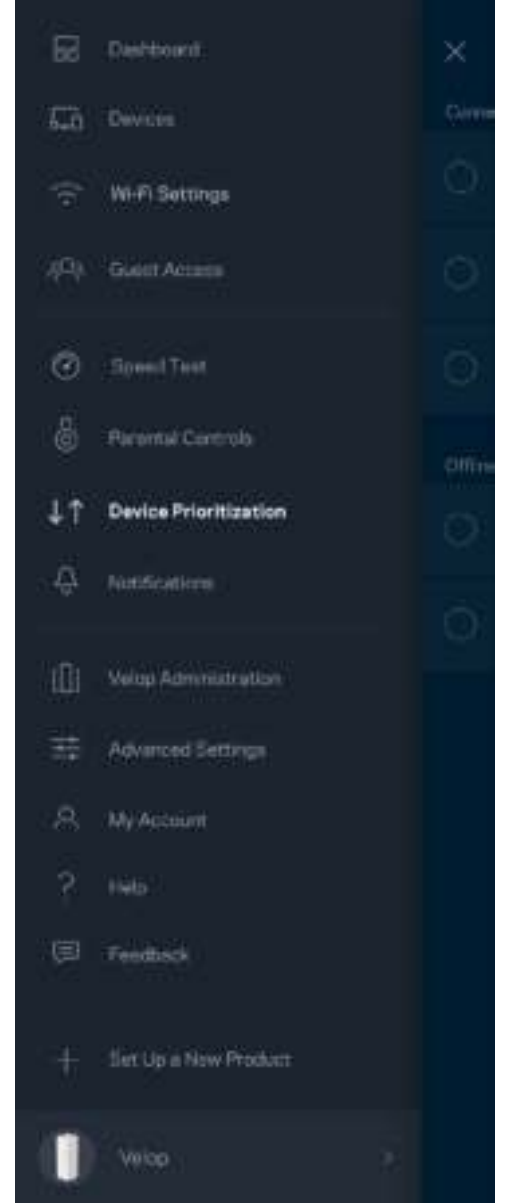 Dashboard
Devices
Wi-Fi Settings
Guest Access
Speed Test
Parental Controls
Device Prioritization
Notifications
Velop Administration
Advanced Settings
My Account
Help
Feedback
Set Up a New Product
Velop